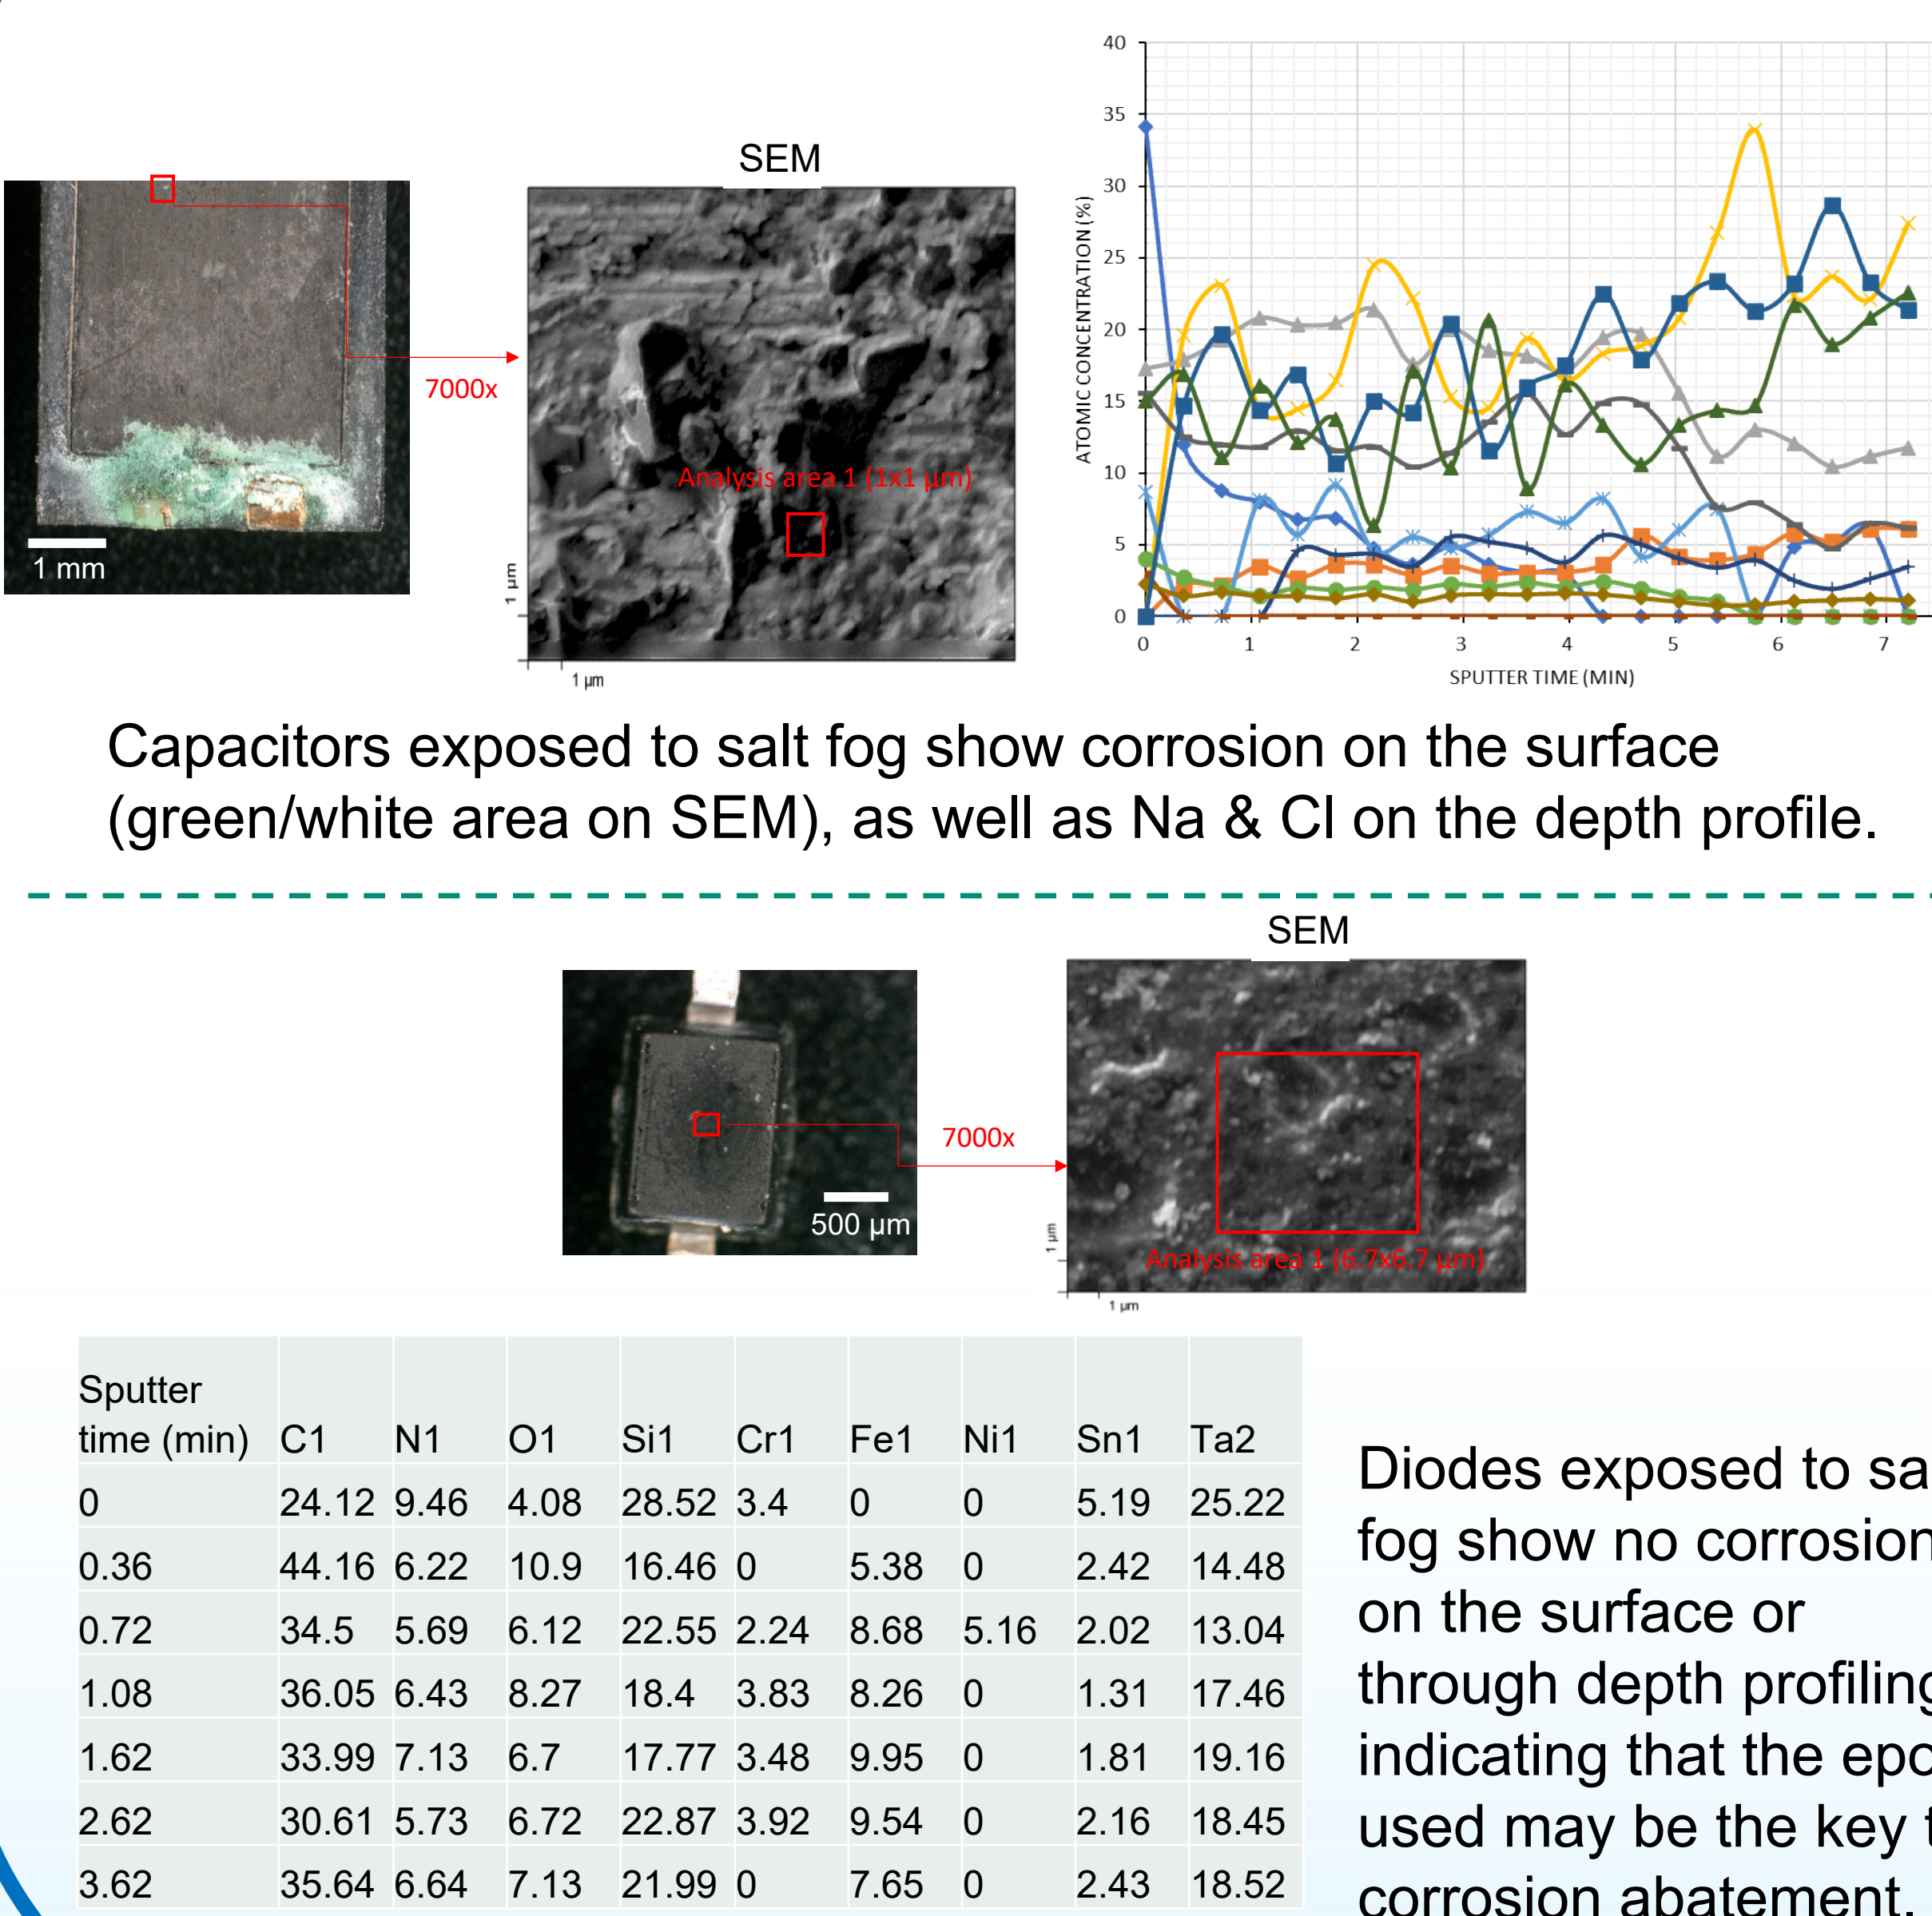 SEM
7000x
Analysis area 1 (1x1 µm)
1 mm
1 µm
1 µm
40
35
30
25
20
15
10
5
0
ATOMIC CONCENTRATION (%)
0 1 2 3 4 5 6 7
SPUTTER TIME (MIN)
Capacitors exposed to salt fog show corrosion on the surface
(green/white area on SEM), as well as Na & Cl on the depth profile.
SEM
7000x
500 µm
Analysis area 1 (6.7x6.7 µm)
1 µm
1 µm
Sputter
time (min) C1 N1 O1 Si1 Cr1 Fe1 Ni1 Sn1 Ta2
0 24.12 9.46 4.08 28.52 3.4 0 0 5.19 25.22
0.36 44.16 6.22 10.9 16.46 0 5.38 0 2.42 14.48
0.72 34.5 5.69 6.12 22.55 2.24 8.68 5.16 2.02 13.04
1.08 36.05 6.43 8.27 18.4 3.83 8.26 0 1.31 17.46
1.62 33.99 7.13 6.7 17.77 3.48 9.95 0 1.81 19.16
2.62 30.61 5.73 6.72 22.87 3.92 9.54 0 2.16 18.45
3.62 35.64 6.64 7.13 21.99 0 7.65 0 2.43 18.52
Diodes exposed to
fog show no corrosion
on the surface or
through depth profiling
indicating that the
used may be the key
corrosion abatement.